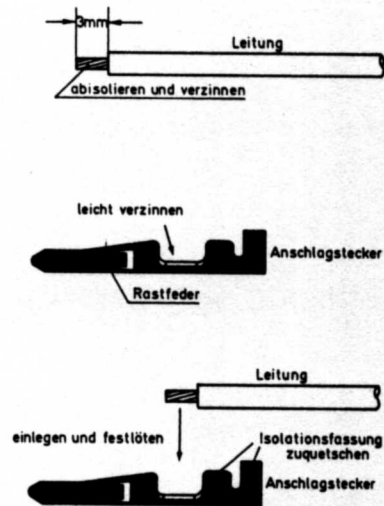 3mm
Leitung
abisolieren und verzinnen
leicht verzinnen
Anschlagstecker
Rastfeder
Leitung
einlegen und festlöten
Isolationsfassung
zuquetschen
Anschlagstecker